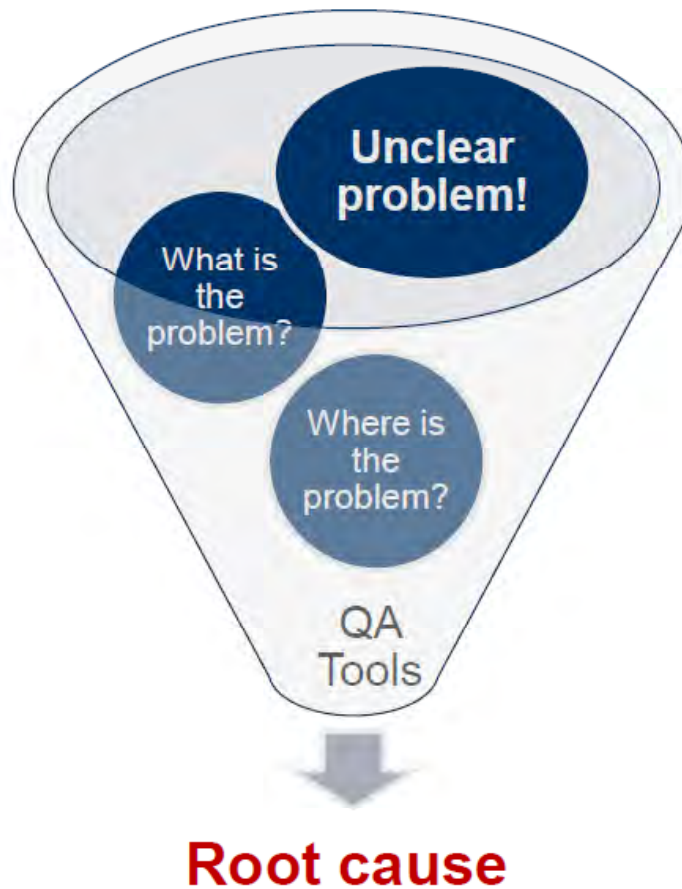 Unclear
problem!
What is
the
problem?
Where is
the
problem?
QA
Tools
Root cause